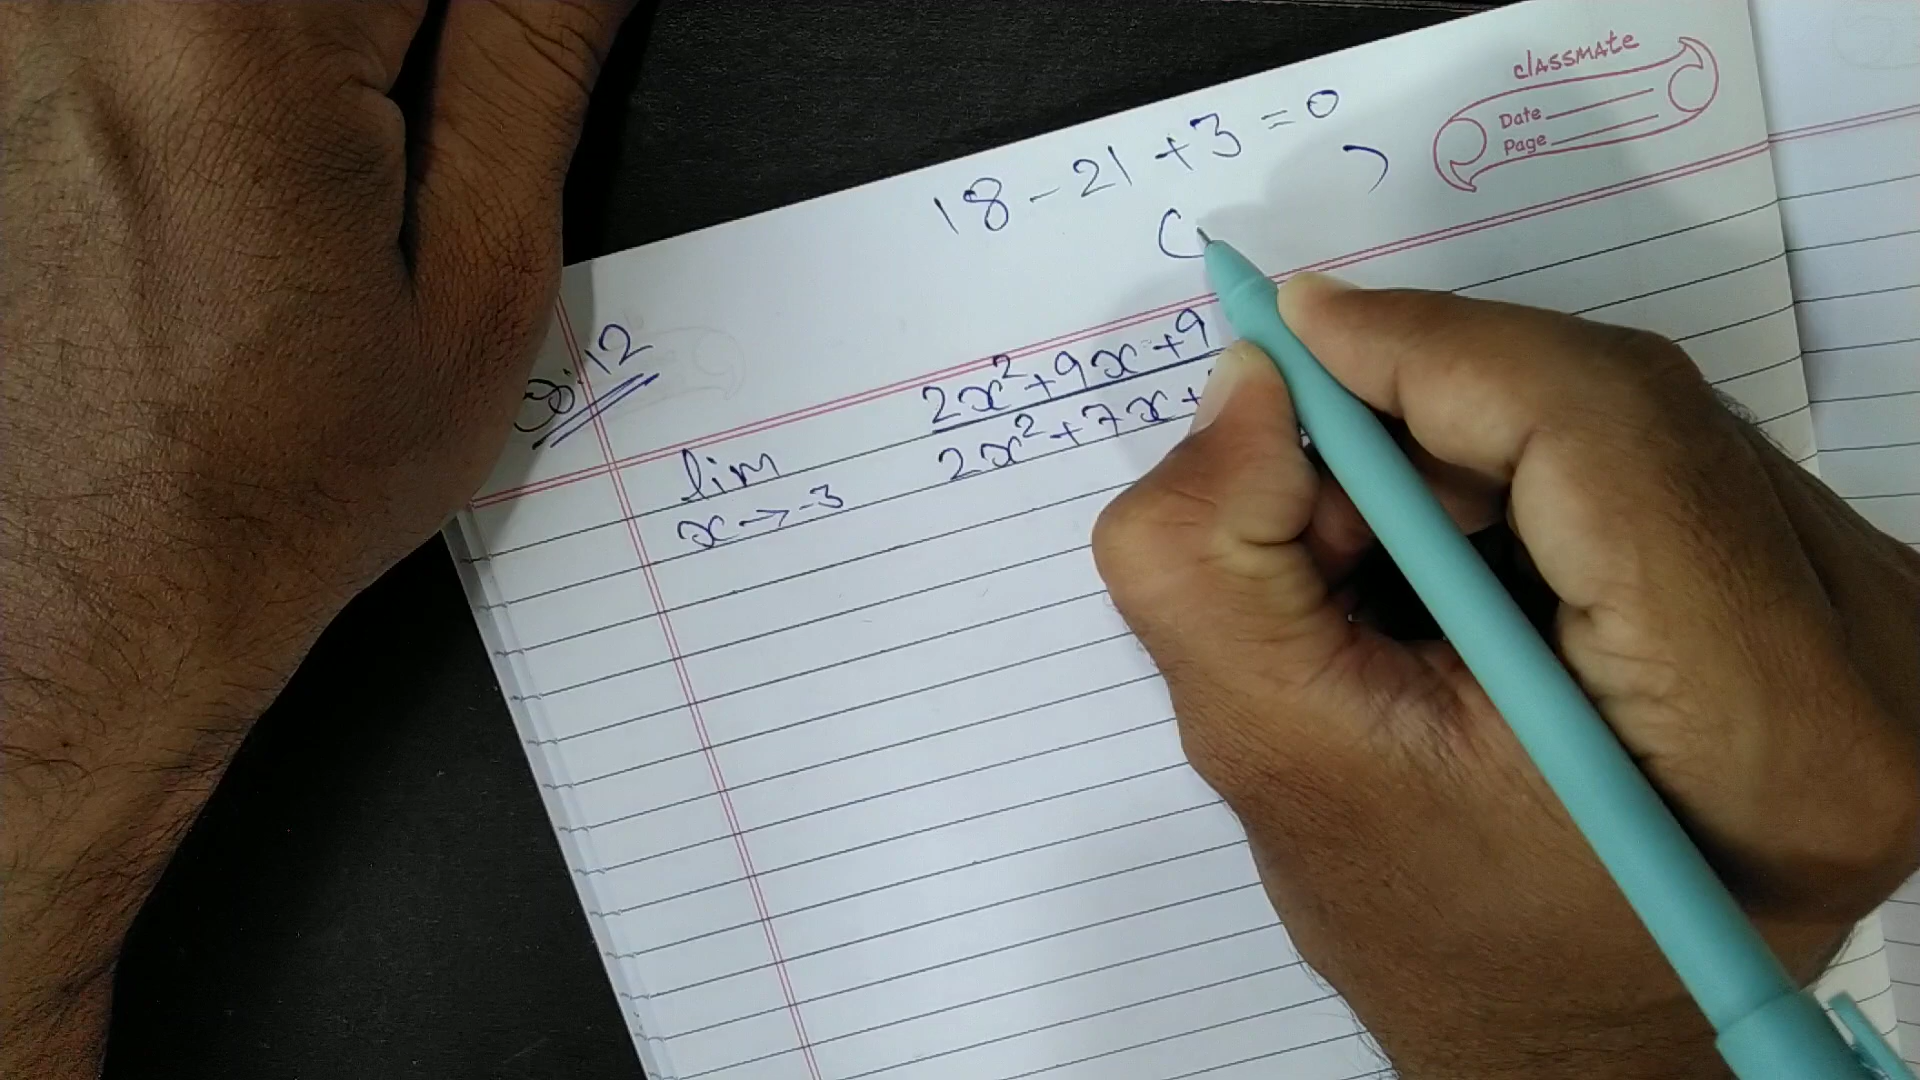 classmate
Date
Page
18 - 21 + 3 = 0
( )
Q.12
lim x→-3 (2x²+9x+9)/(2x²+7x+